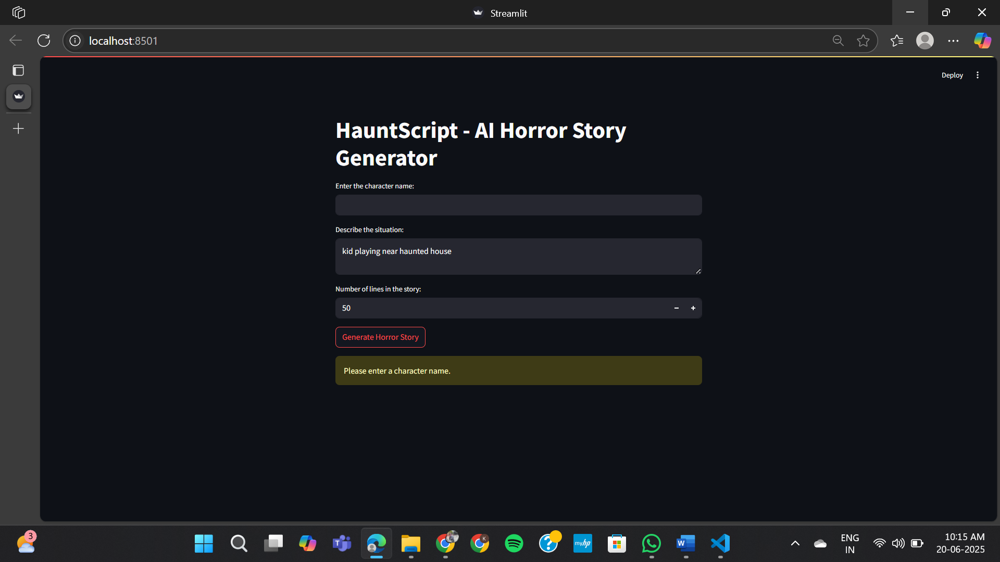 Streamlit
localhost:8501
Deploy
HauntScript - AI Horror Story
Generator
Enter the character name:
Describe the situation:
kid playing near haunted house
Number of lines in the story:
50
Generate Horror Story
Please enter a character name.
3
T
K
?
myhp
W
ENG
IN
10:15 AM
20-06-2025